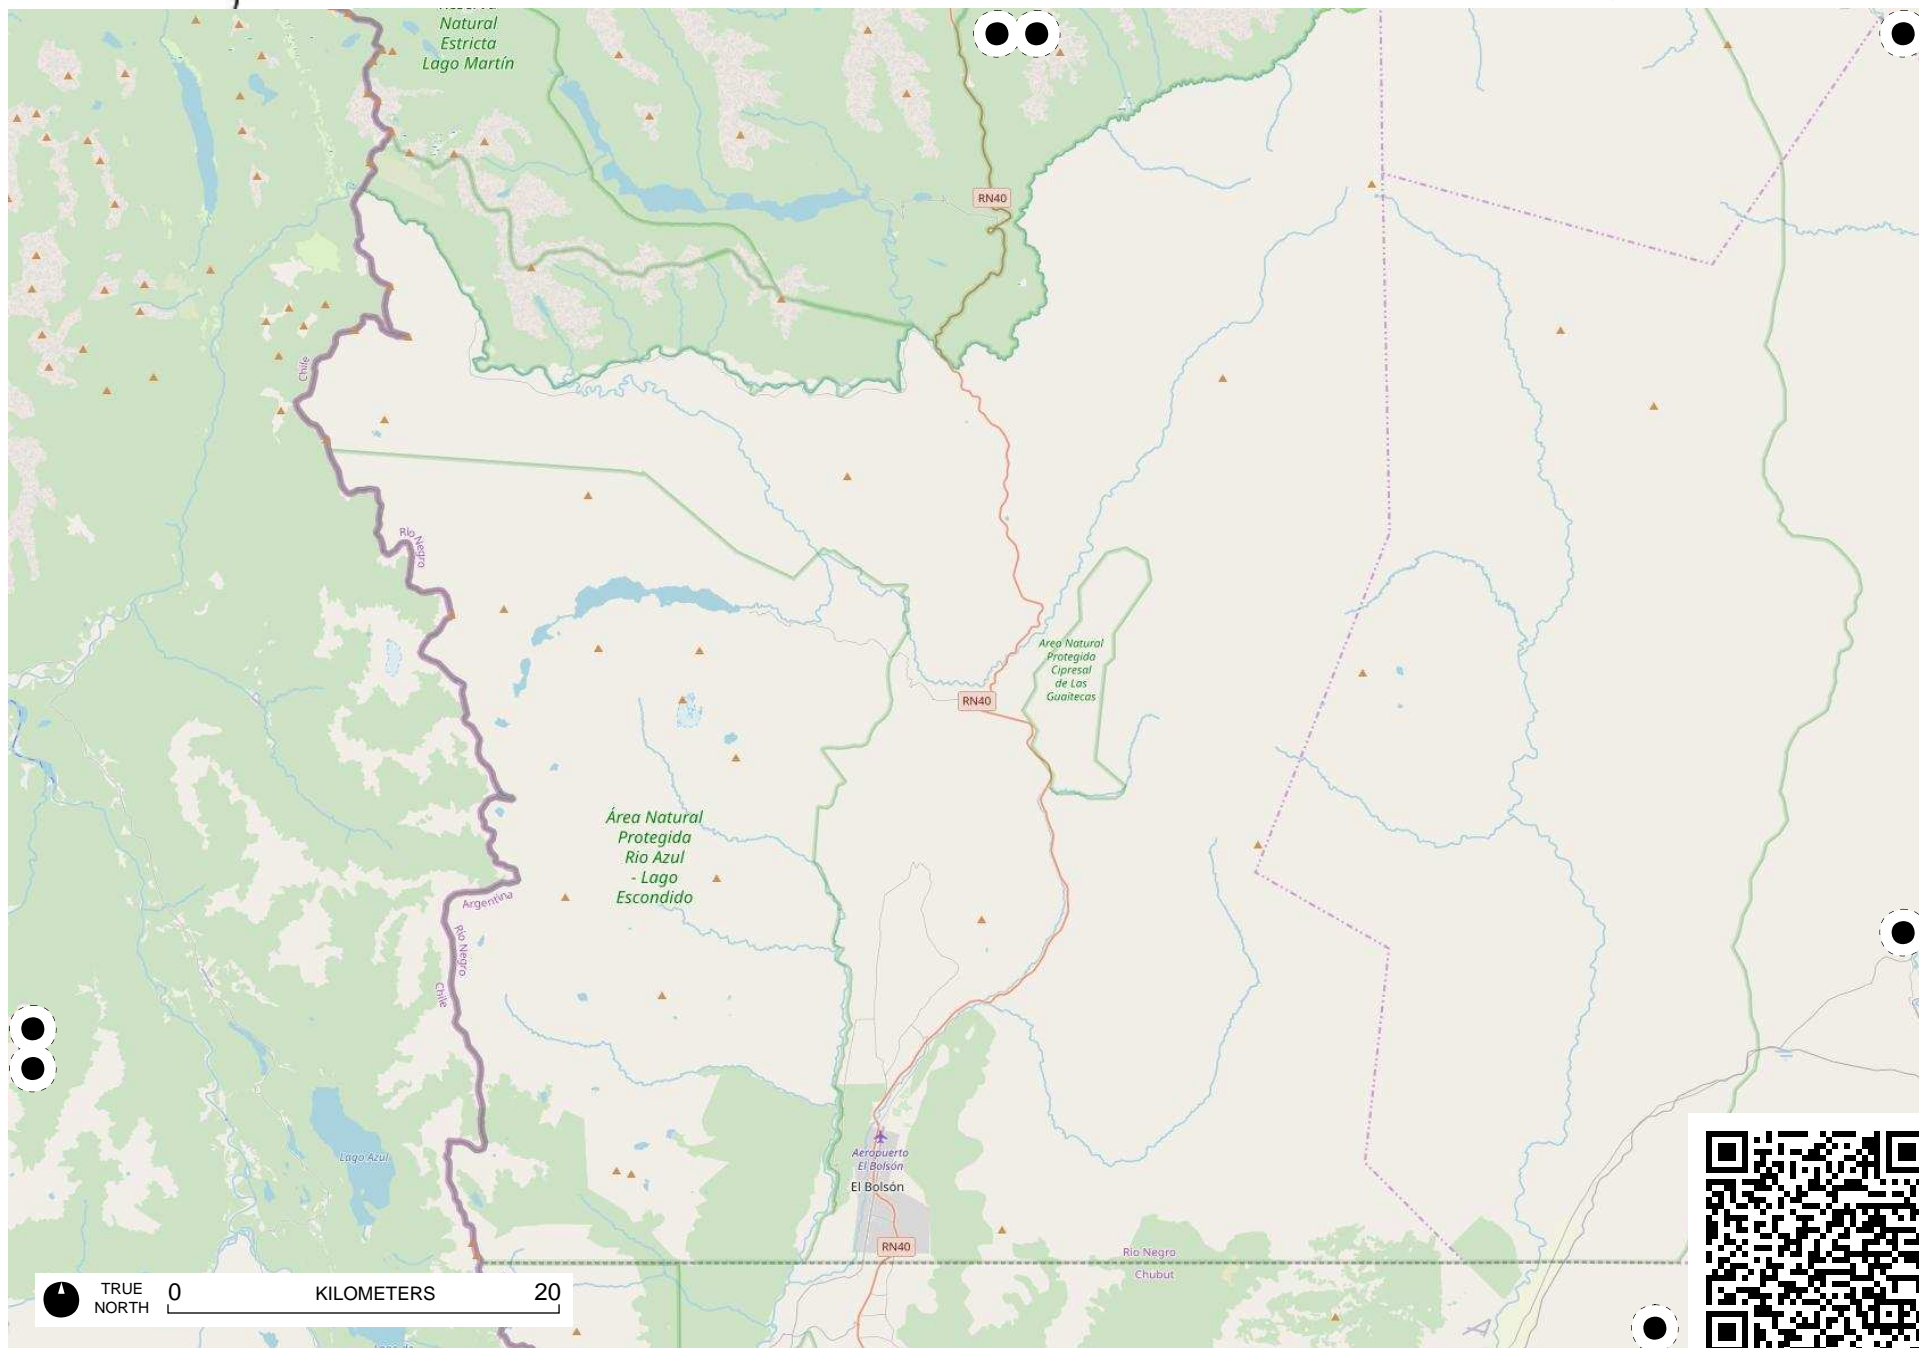 Natural
Estricta
Lago Martín
RN40
Chile
Río Negro
Area Natural
Protegida
Cipresal
de Las
Guaitecas
RN40
Área Natural
Protegida
Rio Azul
- Lago
Escondido
Argentina
Río Negro
Chile
Lago Azul
Aeropuerto
El Bolsón
El Bolsón
RN40
Río Negro
Chubut
TRUE
NORTH
0 KILOMETERS 20